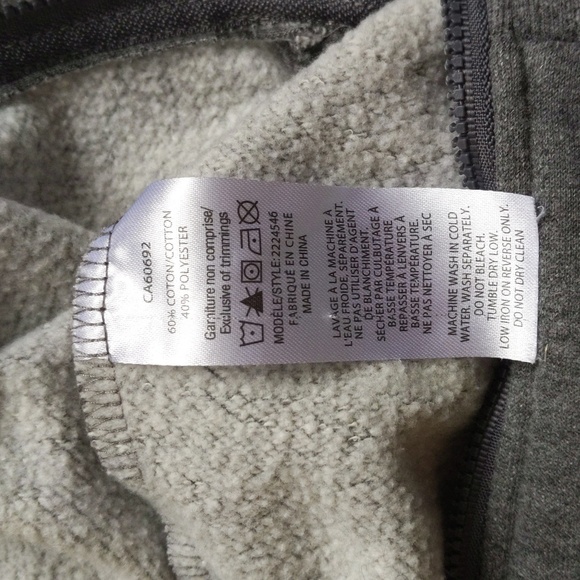 CA60692
60% COTON/COTTON
40% POLYESTER
Garniture non comprise/
Exclusive of trimmings
MODÈLE/STYLE: 2224546
FABRIQUÉ EN CHINE
MADE IN CHINA
LAVAGE À LA MACHINE À
L'EAU FROIDE, SÉPARÉMENT.
NE PAS UTILISER D'AGENT
DE BLANCHIMENT.
SÉCHER PAR CULBUTAGE À
BASSE TEMPÉRATURE.
REPASSER À L'ENVERS À
BASSE TEMPÉRATURE.
NE PAS NETTOYER À SEC
MACHINE WASH IN COLD
WATER, WASH SEPARATELY.
DO NOT BLEACH.
TUMBLE DRY LOW.
LOW IRON ON REVERSE ONLY.
DO NOT DRY CLEAN